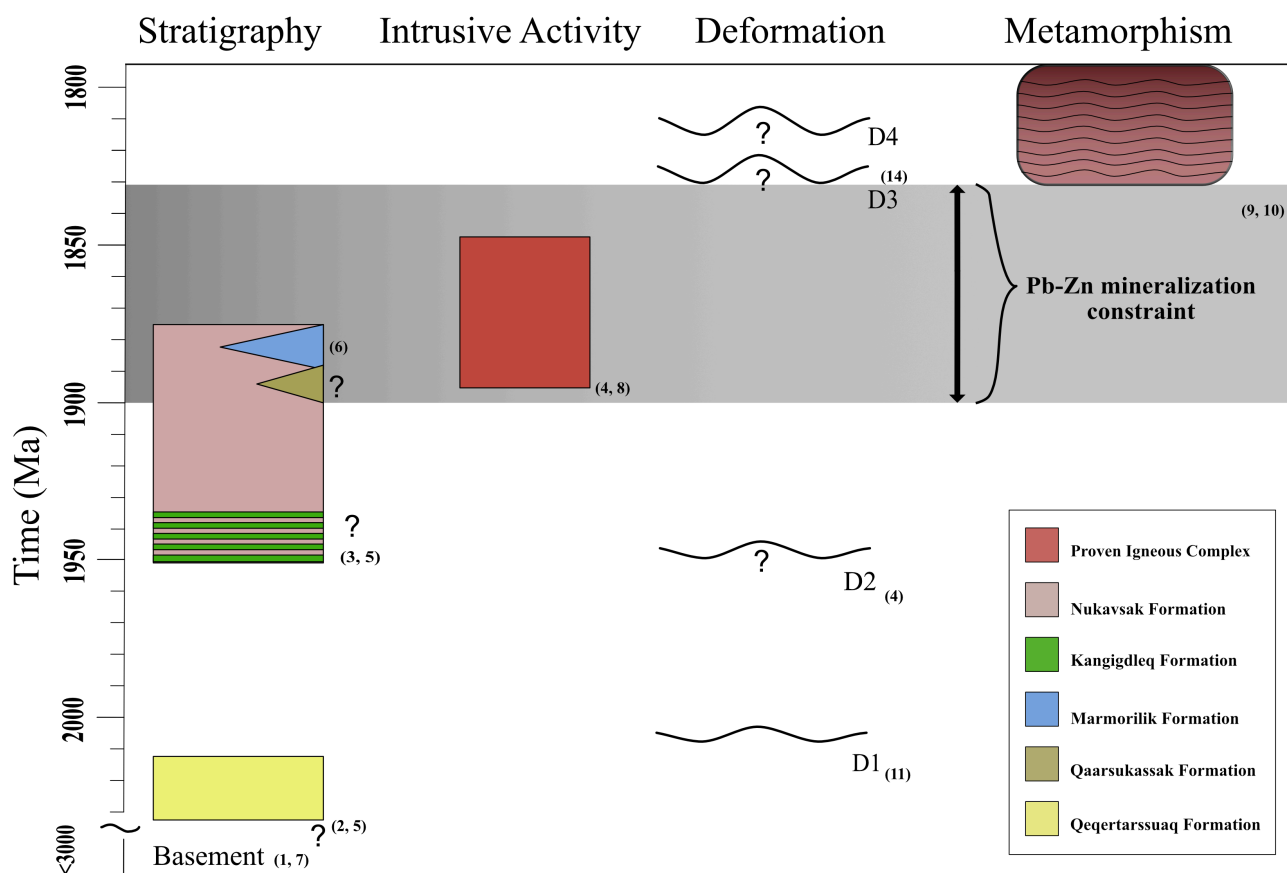 Stratigraphy Intrusive Activity Deformation Metamorphism
1800
? D4
? (14)
D3
(9, 10)
1850
Pb-Zn mineralization
constraint
(6)
?
(4, 8)
1900
Time (Ma)
?
(3, 5)
1950
?
D2 (4)
2000
D1 (11)
? (2, 5)
<3000
Basement (1, 7)
Proven Igneous Complex
Nukavsak Formation
Kangigdleq Formation
Marmorilik Formation
Qaarsukassak Formation
Qeqertarssuaq Formation